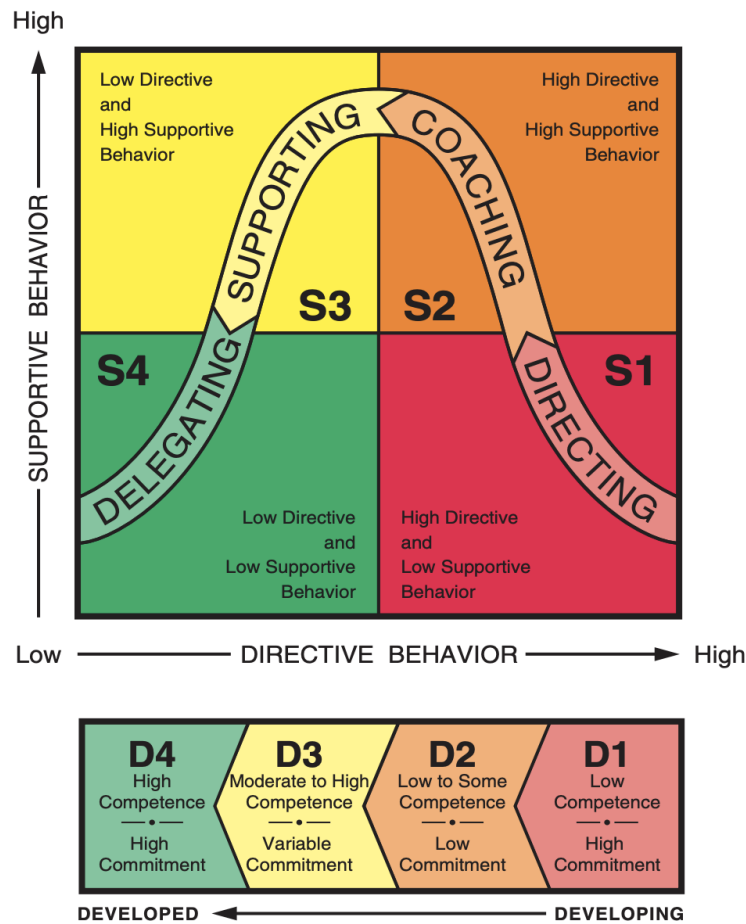 High
Low Directive
and
High Supportive
Behavior
High Directive
and
High Supportive
Behavior
SUPPORTING
COACHING
S3
S2
SUPPORTIVE BEHAVIOR
S4
S1
DELEGATING
DIRECTING
Low Directive
and
Low Supportive
Behavior
High Directive
and
Low Supportive
Behavior
Low
DIRECTIVE BEHAVIOR
High
D4
High
Competence
High
Commitment
D3
Moderate to High
Competence
Variable
Commitment
D2
Low to Some
Competence
Low
Commitment
D1
Low
Competence
High
Commitment
DEVELOPED
DEVELOPING